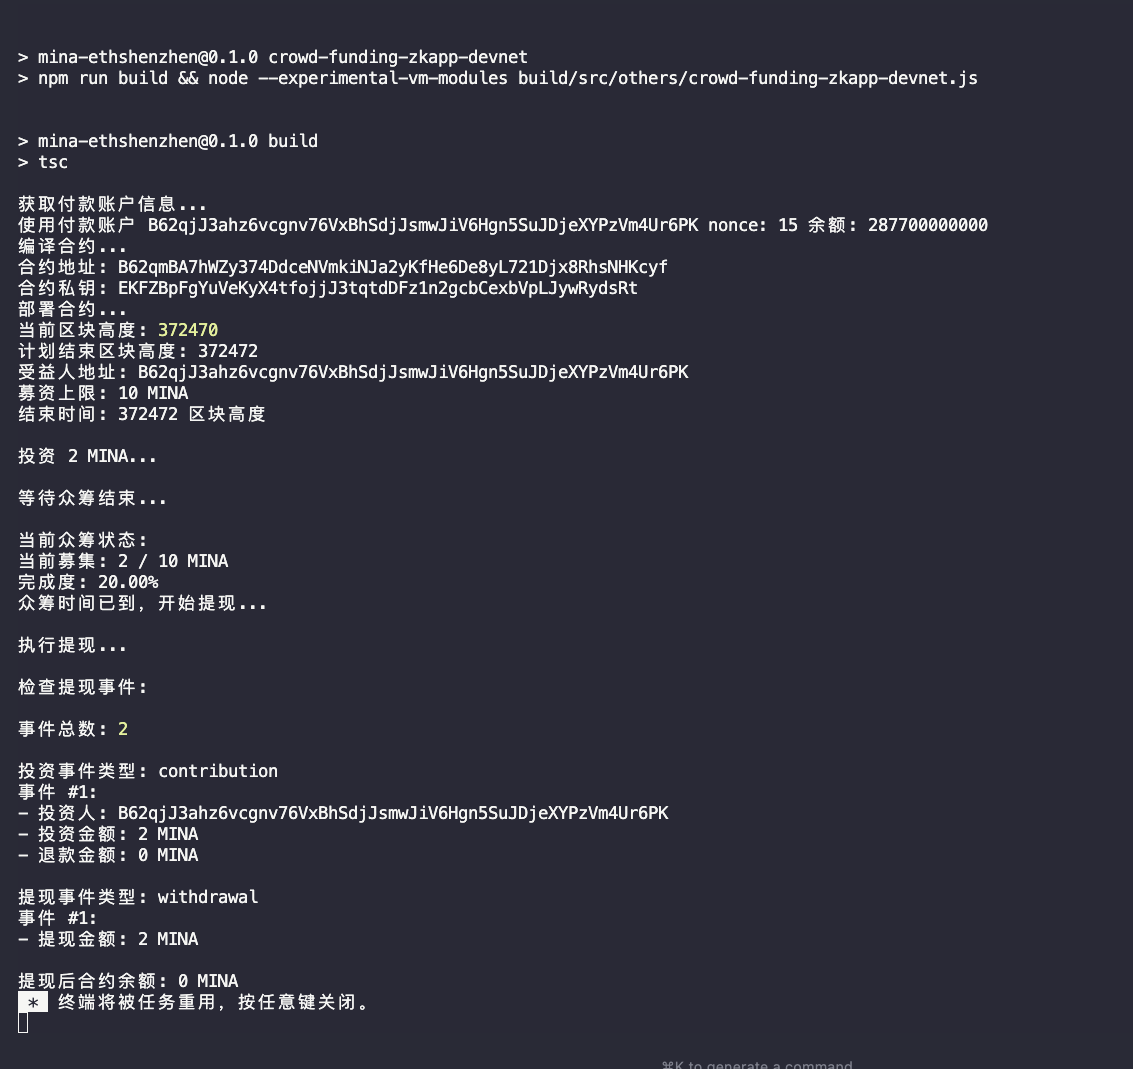 > mina-ethshenzhen@0.1.0 crowd-funding-zkapp-devnet
> npm run build && node --experimental-vm-modules build/src/others/crowd-funding-zkapp-devnet.js
> mina-ethshenzhen@0.1.0 build
> tsc
获取付款账户信息...
使用付款账户 B62qjJ3ahz6vcgnv76VxBhSdjJsmwJiV6Hgn5SuJDjeXYPzVm4Ur6PK nonce: 15 余额: 287700000000
编译合约...
合约地址: B62qmBA7hWZy374DdceNVmkiNJa2yKfHe6De8yL721Djx8RhsNHKcyf
合约私钥: EKFZBpFgYuVeKyX4tfojjJ3tqtdDFz1n2gcbCexbVpLJywRydsRt
部署合约...
当前区块高度: 372470
计划结束区块高度: 372472
受益人地址: B62qjJ3ahz6vcgnv76VxBhSdjJsmwJiV6Hgn5SuJDjeXYPzVm4Ur6PK
募资上限: 10 MINA
结束时间: 372472 区块高度
投资 2 MINA...
等待众筹结束...
当前众筹状态:
当前募集: 2 / 10 MINA
完成度: 20.00%
众筹时间已到, 开始提现...
执行提现...
检查提现事件:
事件总数: 2
投资事件类型: contribution
事件 #1:
- 投资人: B62qjJ3ahz6vcgnv76VxBhSdjJsmwJiV6Hgn5SuJDjeXYPzVm4Ur6PK
- 投资金额: 2 MINA
- 退款金额: 0 MINA
提现事件类型: withdrawal
事件 #1:
- 提现金额: 2 MINA
提现后合约余额: 0 MINA
* 终端将被任务重用, 按任意键关闭。
⌘K to generate a command